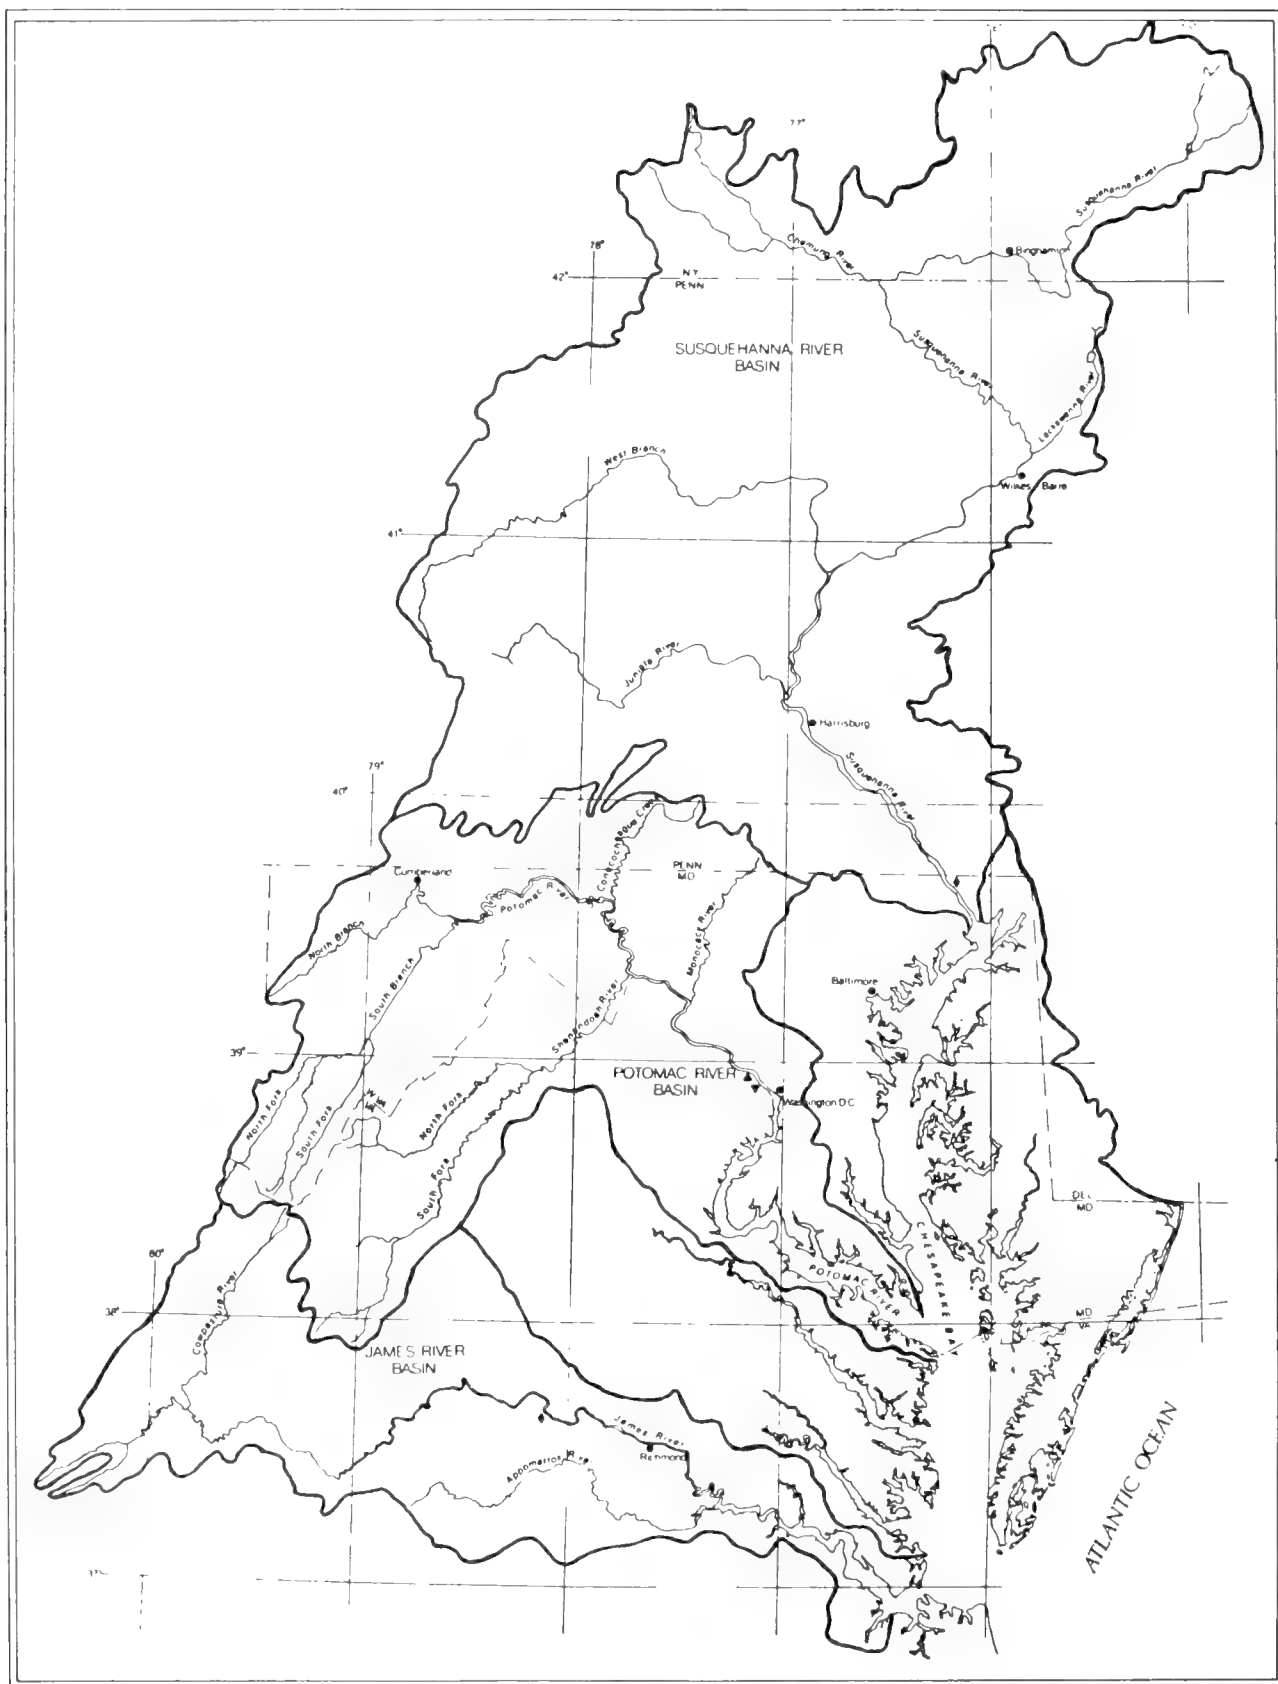 77°
Susquehanna River
Chemung River
Binghamton
78°
42°
N.Y.
PENN
SUSQUEHANNA RIVER
BASIN
Susquehanna River
Lackawanna River
West Branch
Wilkes Barre
41°
Juniata River
Harrisburg
Susquehanna River
79°
40°
Conococheague Creek
PENN
MD
Cumberland
Potomac River
North Branch
Monocacy River
South Branch
Baltimore
Shenandoah River
39°
POTOMAC RIVER
BASIN
Washington D.C.
North Fork
South Fork
North Fork
South Fork
DEL
MD
CHESAPEAKE BAY
80°
POTOMAC RIVER
38°
Cowpasture River
MD
VA
JAMES RIVER
BASIN
James River
Richmond
Appomattox River
ATLANTIC OCEAN